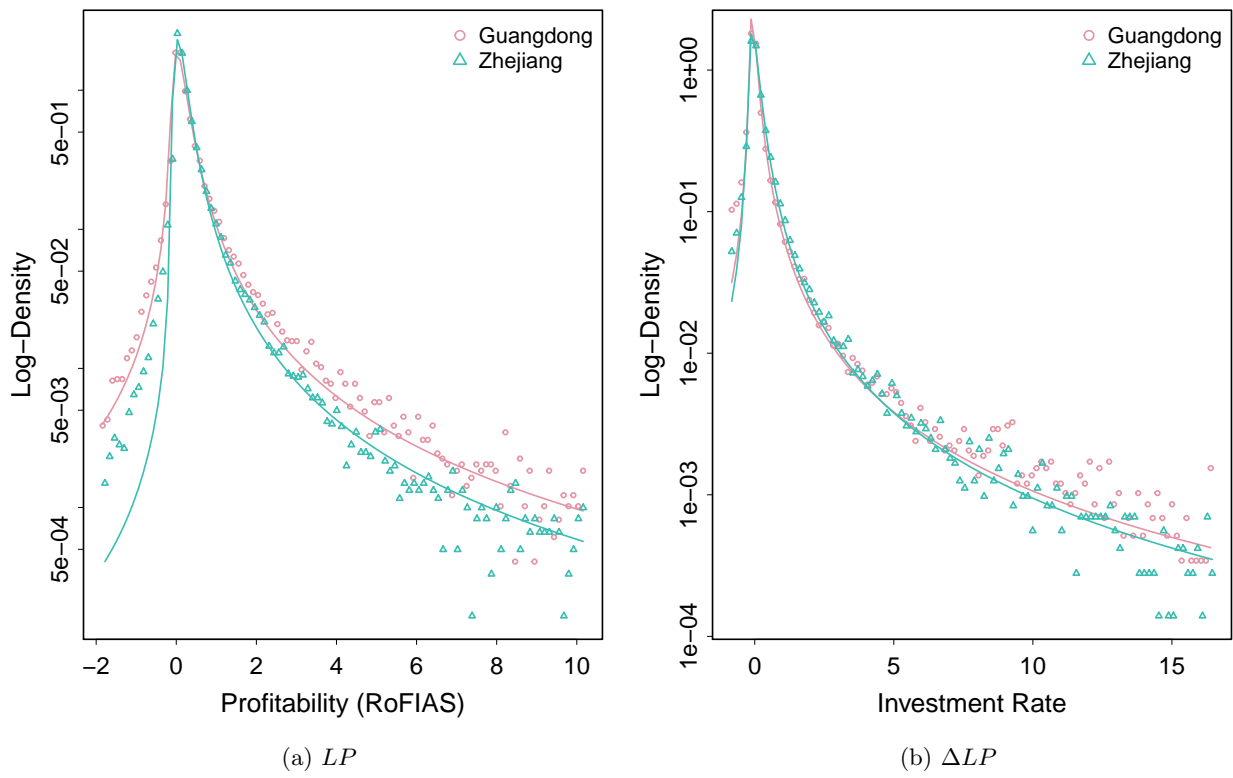 Guangdong
Zhejiang
Log−Density
5e−01
5e−02
5e−03
5e−04
−2 0 2 4 6 8 10
Profitability (RoFIAS)
(a) LP
Guangdong
Zhejiang
Log−Density
1e+00
1e−01
1e−02
1e−03
1e−04
0 5 10 15
Investment Rate
(b) ΔLP